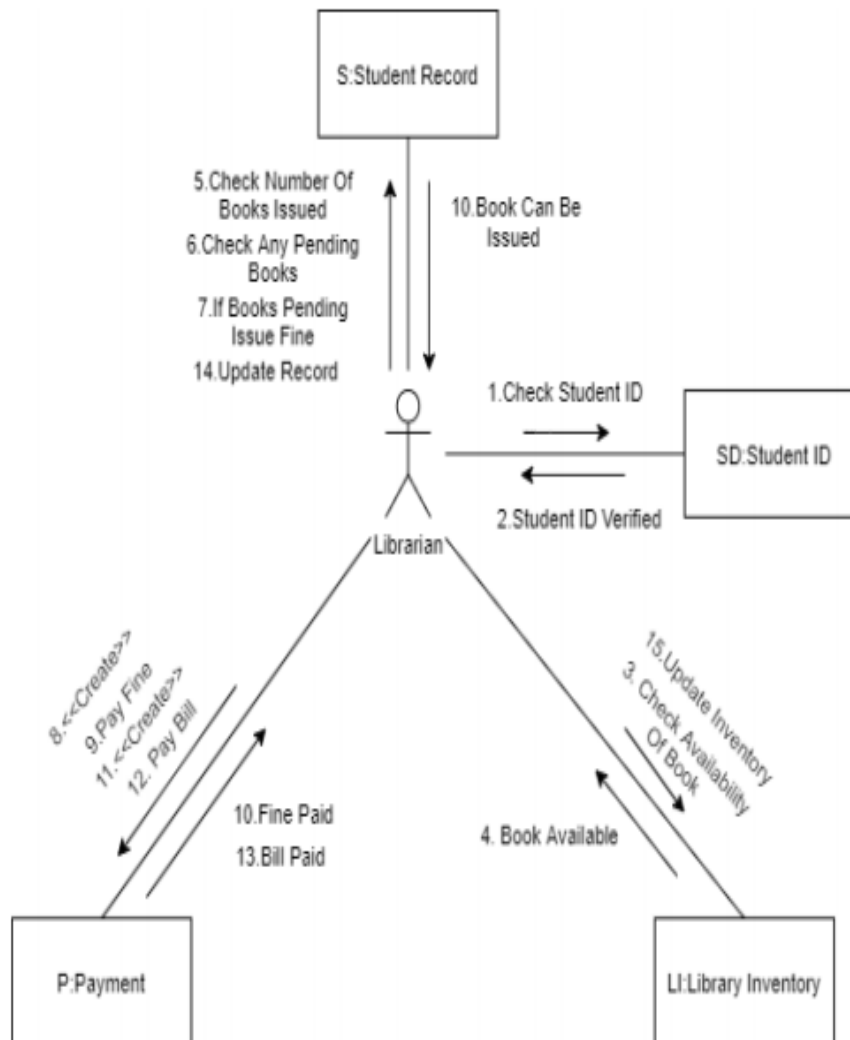 S:Student Record
5.Check Number Of
Books Issued
6.Check Any Pending
Books
7.If Books Pending
Issue Fine
14.Update Record
10.Book Can Be
Issued
1.Check Student ID
SD:Student ID
2.Student ID Verified
Librarian
8.<<Create>>
9.Pay Fine
11.<<Create>>
12. Pay Bill
10.Fine Paid
13.Bill Paid
15.Update Inventory
3. Check Availability
Of Book
4. Book Available
P:Payment
LI:Library Inventory